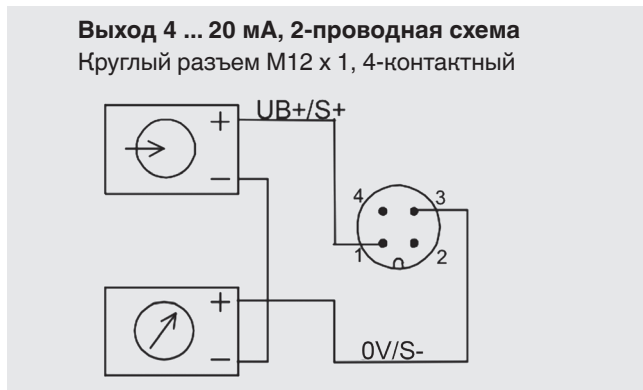 Выход 4 ... 20 мА, 2-проводная схема
Круглый разъем M12 x 1, 4-контактный
UB+/S+
+
−
4
3
1
2
+
−
0V/S-